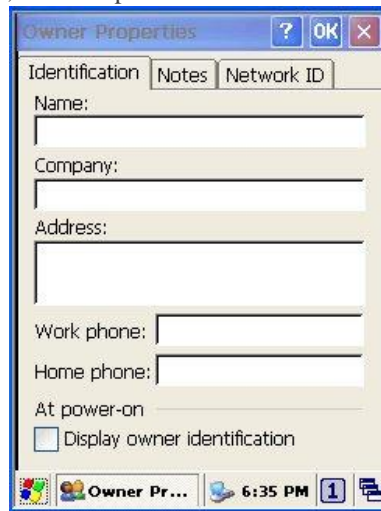 Owner Properties ? OK X
Identification Notes Network ID
Name:
Company:
Address:
Work phone:
Home phone:
At power-on
Display owner identification
Owner Pr... 6:35 PM 1